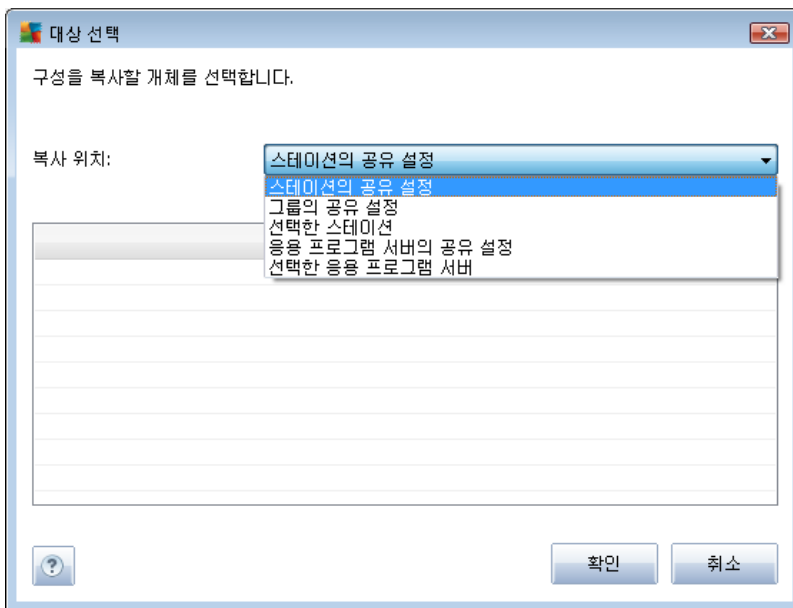 대상 선택
구성을 복사할 개체를 선택합니다.
복사 위치: 스테이션의 공유 설정
스테이션의 공유 설정
그룹의 공유 설정
선택한 스테이션
응용 프로그램 서버의 공유 설정
선택한 응용 프로그램 서버
? 확인 취소